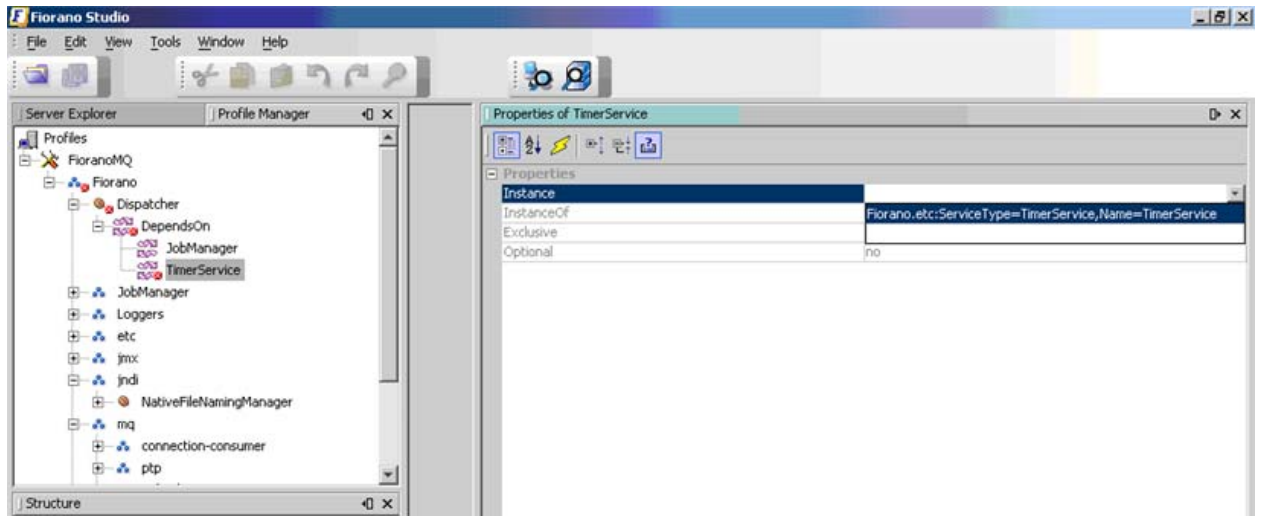 Fiorano Studio
File Edit View Tools Window Help
Server Explorer Profile Manager
Profiles
FioranoMQ
Fiorano
Dispatcher
DependsOn
JobManager
TimerService
JobManager
Loggers
etc
jmx
jndi
NativeFileNamingManager
mq
connection-consumer
ptp
Structure
Properties of TimerService
Properties
Instance
InstanceOf
Fiorano.etc:ServiceType=TimerService,Name=TimerService
Exclusive
Optional no